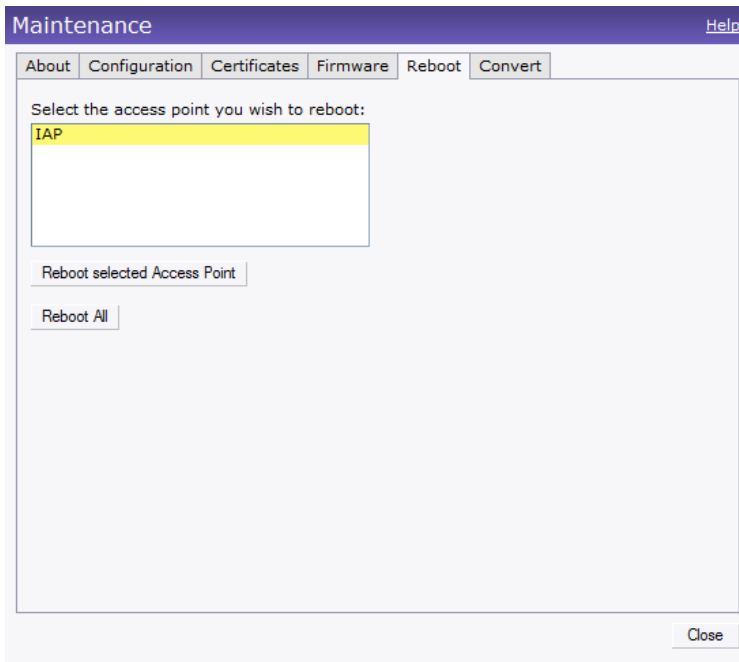 Maintenance Help
About Configuration Certificates Firmware Reboot Convert
Select the access point you wish to reboot:
IAP
Reboot selected Access Point
Reboot All
Close